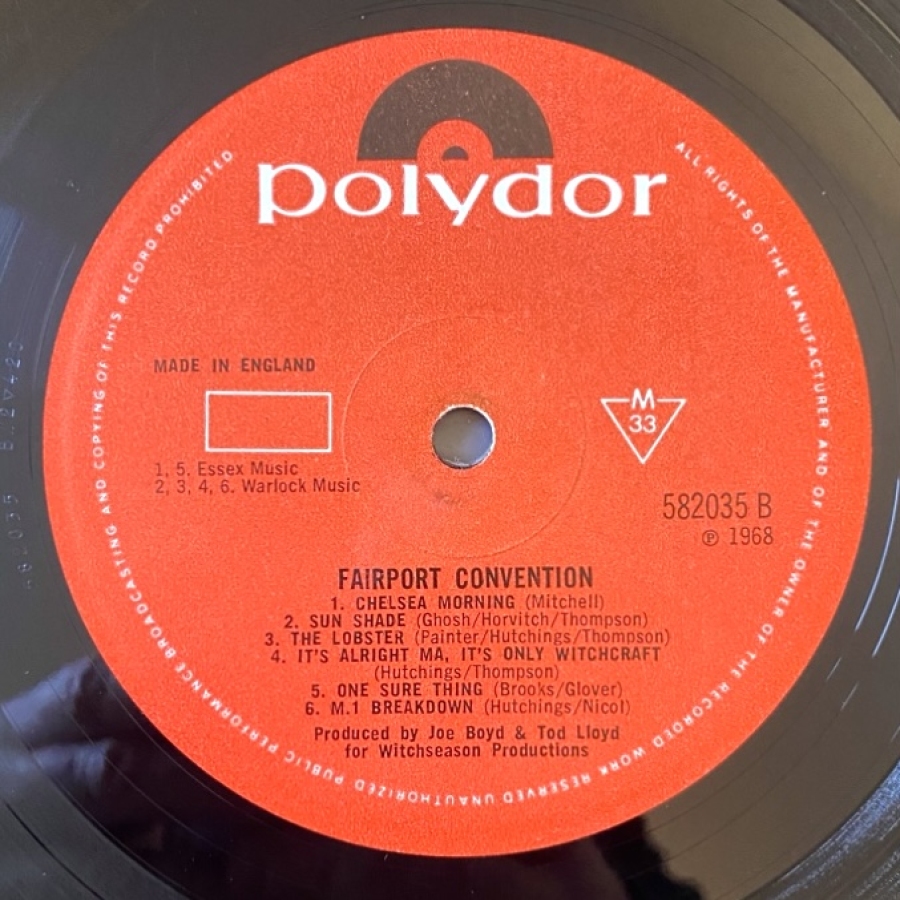 polydor
ALL RIGHTS OF THE MANUFACTURER AND OF THE OWNER OF THE RECORDED WORK RESERVED UNAUTHORIZED PUBLIC PERFORMANCE BROADCASTING AND COPYING OF THIS RECORD PROHIBITED
MADE IN ENGLAND
M
33
1, 5. Essex Music
2, 3, 4, 6. Warlock Music
582035 B
℗ 1968
FAIRPORT CONVENTION
1. CHELSEA MORNING (Mitchell)
2. SUN SHADE (Ghosh/Horvitch/Thompson)
3. THE LOBSTER (Painter/Hutchings/Thompson)
4. IT'S ALRIGHT MA, IT'S ONLY WITCHCRAFT
(Hutchings/Thompson)
5. ONE SURE THING (Brooks/Glover)
6. M.1 BREAKDOWN (Hutchings/Nicol)
Produced by Joe Boyd & Tod Lloyd
for Witchseason Productions